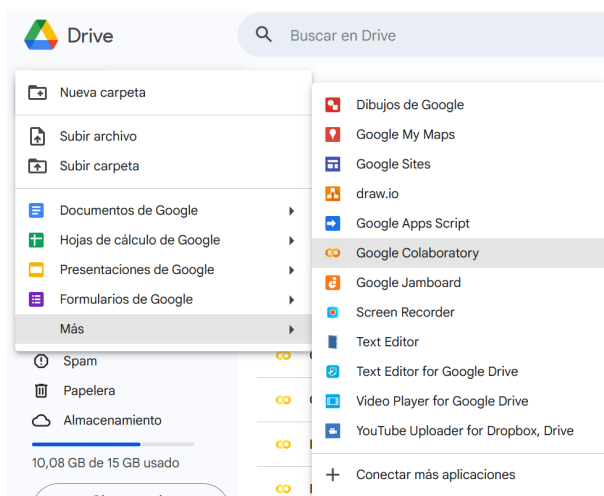 Drive
Buscar en Drive
Nueva carpeta
Subir archivo
Subir carpeta
Documentos de Google
Hojas de cálculo de Google
Presentaciones de Google
Formularios de Google
Más
Dibujos de Google
Google My Maps
Google Sites
draw.io
Google Apps Script
Google Colaboratory
Google Jamboard
Screen Recorder
Text Editor
Text Editor for Google Drive
Video Player for Google Drive
YouTube Uploader for Dropbox, Drive
Conectar más aplicaciones
Spam
Papelera
Almacenamiento
10,08 GB de 15 GB usado